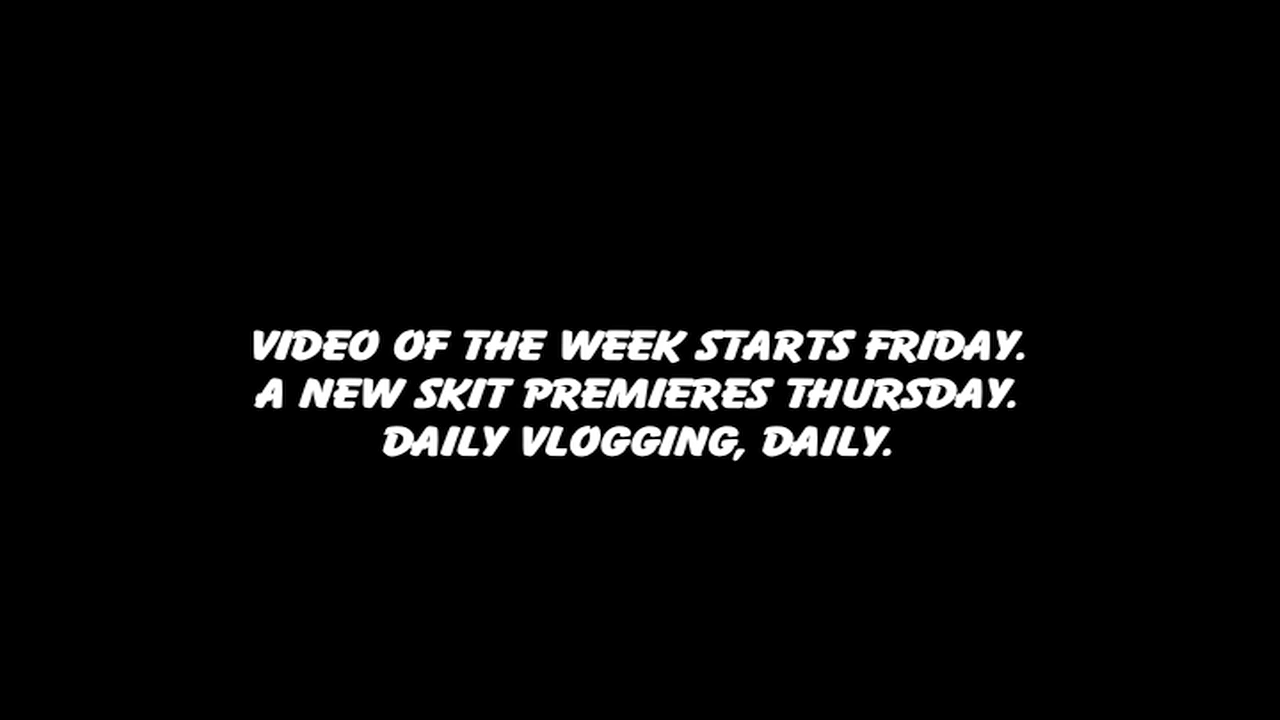 VIDEO OF THE WEEK STARTS FRIDAY.
A NEW SKIT PREMIERES THURSDAY.
DAILY VLOGGING, DAILY.